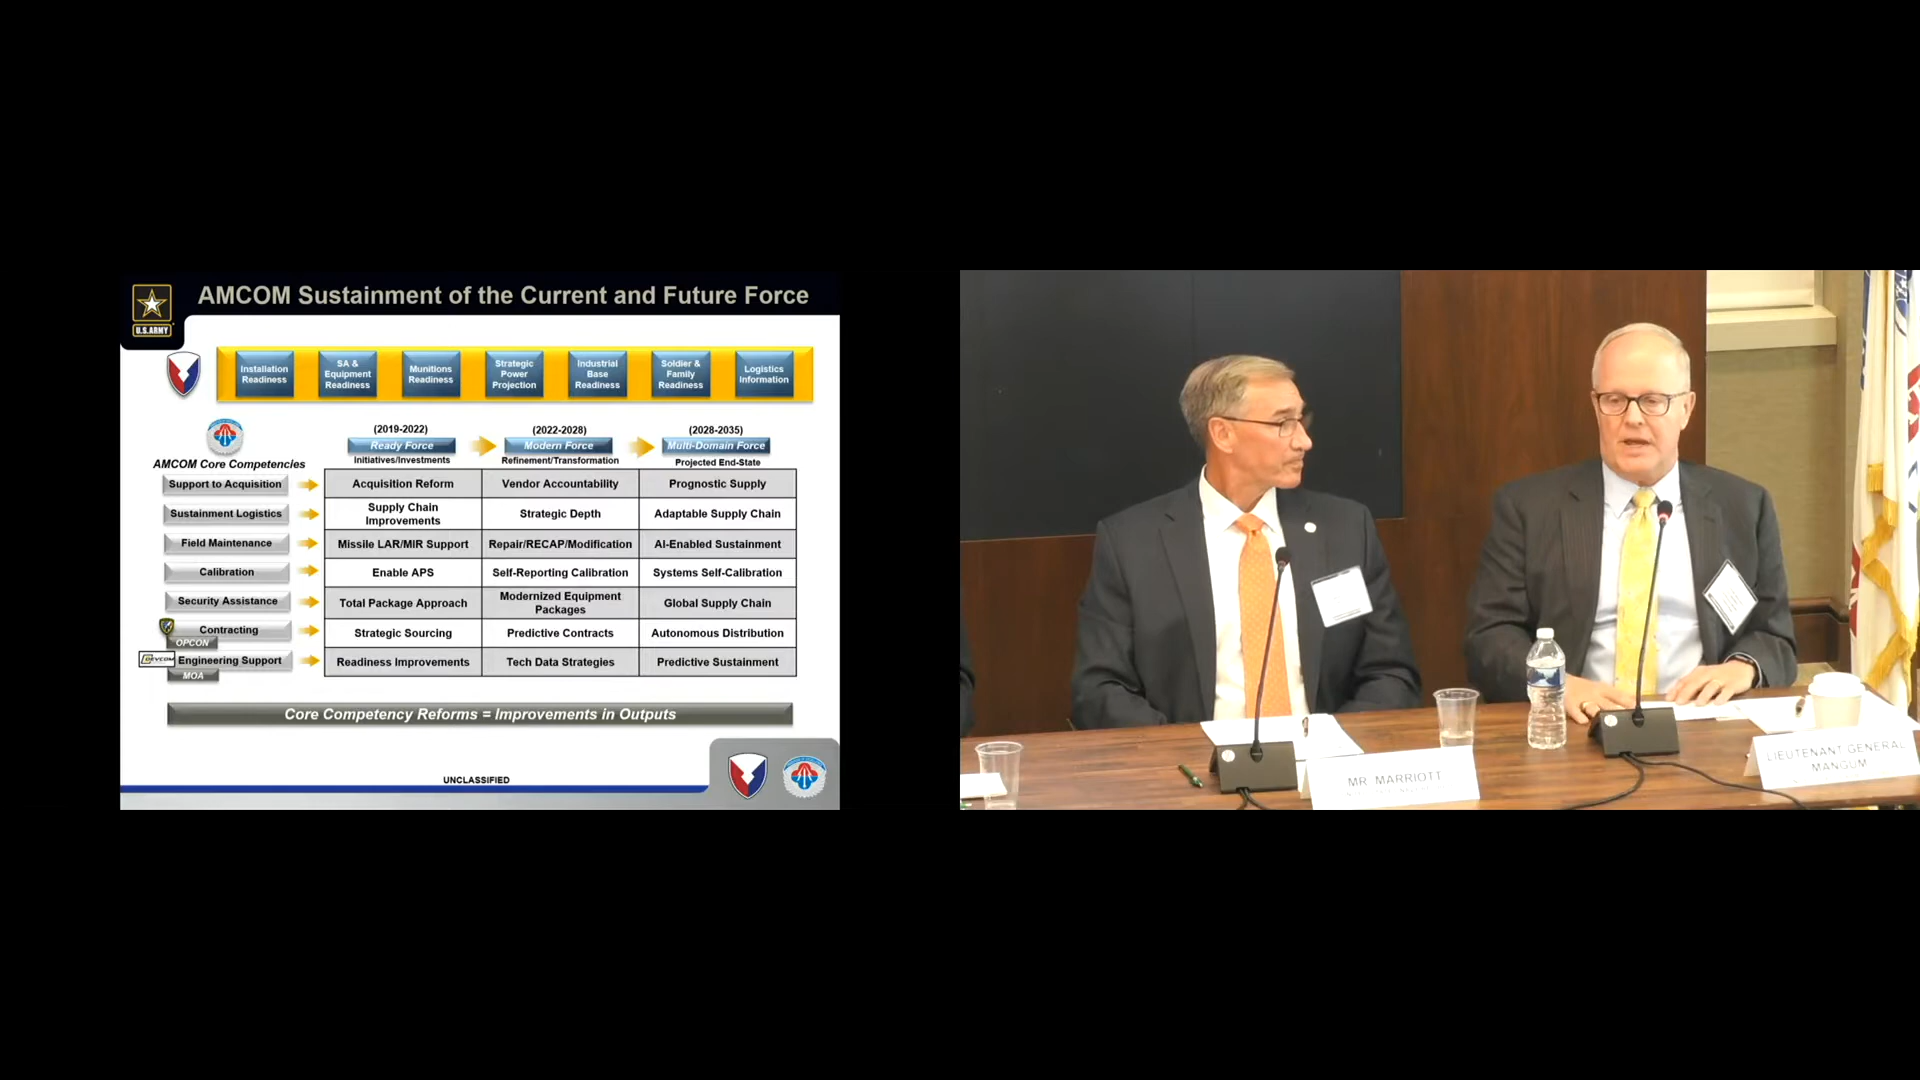 AMCOM Sustainment of the Current and Future Force
U.S. ARMY
Installation
Readiness
SA &
Equipment
Readiness
Munitions
Readiness
Strategic
Power
Projection
Industrial
Base
Readiness
Soldier &
Family
Readiness
Logistics
Information
(2019-2022)
(2022-2028)
(2028-2035)
Ready Force
Modern Force
Multi-Domain Force
AMCOM Core Competencies
Initiatives/Investments
Refinement/Transformation
Projected End-State
Support to Acquisition
Acquisition Reform
Vendor Accountability
Prognostic Supply
Sustainment Logistics
Supply Chain
Improvements
Strategic Depth
Adaptable Supply Chain
Field Maintenance
Missile LAR/MIR Support
Repair/RECAP/Modification
AI-Enabled Sustainment
Calibration
Enable APS
Self-Reporting Calibration
Systems Self-Calibration
Security Assistance
Total Package Approach
Modernized Equipment
Packages
Global Supply Chain
Contracting
OPCON
Strategic Sourcing
Predictive Contracts
Autonomous Distribution
Engineering Support
MOA
Readiness Improvements
Tech Data Strategies
Predictive Sustainment
Core Competency Reforms = Improvements in Outputs
UNCLASSIFIED
MR. MARRIOTT
LIEUTENANT GENERAL
MANGUM